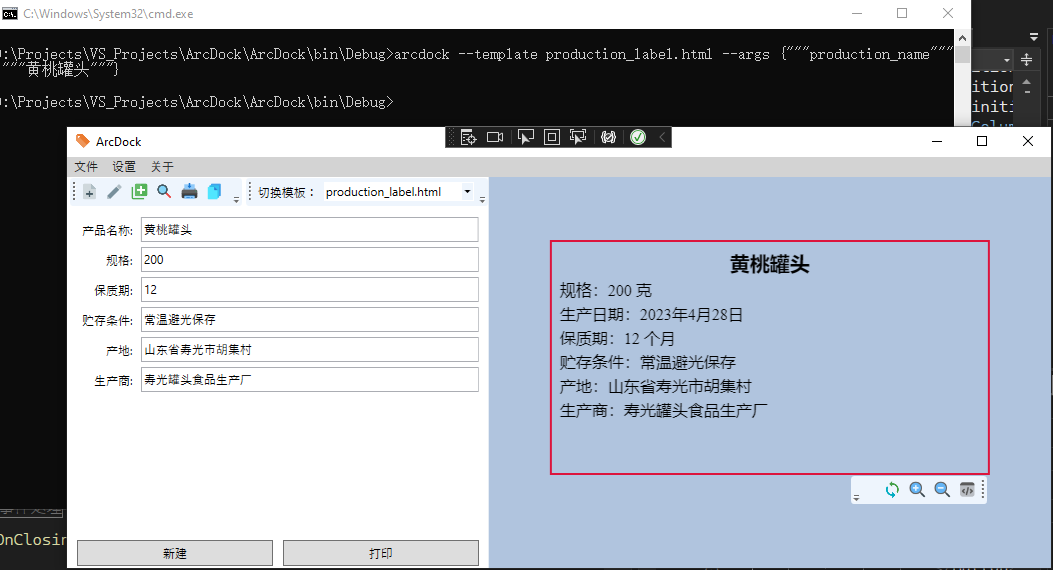 C:\Windows\System32\cmd.exe
:\Projects\VS_Projects\ArcDock\ArcDock\bin\Debug>arcdock --template production_label.html --args {"""production_name"""
"""黄桃罐头"""}
:\Projects\VS_Projects\ArcDock\ArcDock\bin\Debug>
ition
initi
Colum
ArcDock
文件 设置 关于
切换模板： production_label.html
产品名称: 黄桃罐头
规格: 200
保质期: 12
贮存条件: 常温避光保存
产地: 山东省寿光市胡集村
生产商: 寿光罐头食品生产厂
黄桃罐头
规格：200 克
生产日期：2023年4月28日
保质期：12 个月
贮存条件：常温避光保存
产地：山东省寿光市胡集村
生产商：寿光罐头食品生产厂
OnClosin
新建 打印